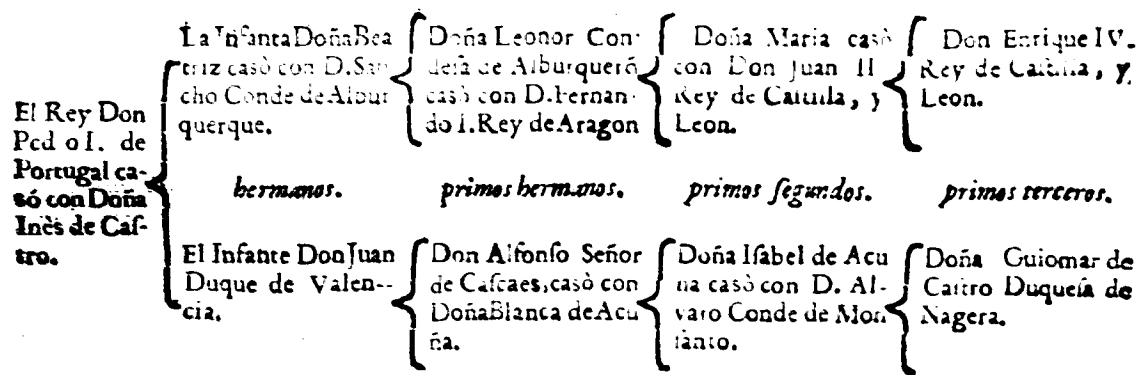 El Rey Don
Ped o I. de
Portugal ca-
só con Doña
Inès de Caſ-
tro.
La Infanta Doña Bea
triz casò con D. San
cho Conde de Albur
querque.
Doña Leonor Con-
deſa de Alburquerq̃
casò con D. Fernan-
do I. Rey de Aragon
Doña Maria casò
con Don Juan II
Rey de Castilla, y
Leon.
Don Enrique IV.
Rey de Castilla, y
Leon.
hermanos.
primos hermanos.
primos ſegundos.
primos terceros.
El Infante Don Juan
Duque de Valen--
cia.
Don Alfonſo Señor
de Caſcaes, casò con
Doña Blanca de Acu
ña.
Doña Iſabel de Acu
ña casò con D. Al-
varo Conde de Mon
ſanto.
Doña Guiomar de
Caſtro Duqueſa de
Nagera.